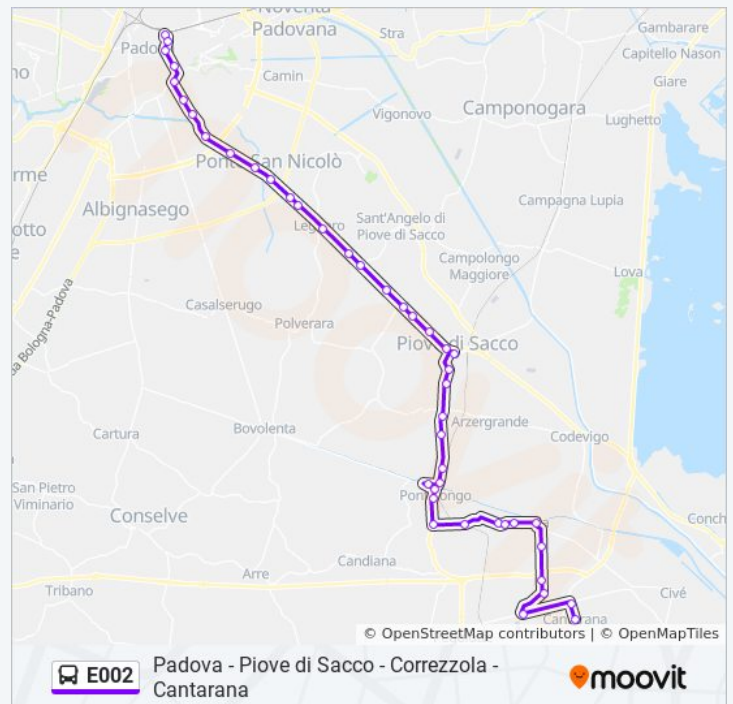 Noventa
Padovana
Stra
Gambarare
Capitello Nason
Camin
Giare
Vigonovo
Camponogara
Lughetto
Ponte San Nicolò
Albignasego
Campagna Lupia
Sant'Angelo di
Piove di Sacco
Campolongo
Maggiore
Lova
Casalserugo
Polverara
Bologna-Padova
Piove di Sacco
Arzergrande
Cartura
Bovolenta
Codevigo
San Pietro
Viminario
Conselve
Pontelongo
Candiana
Arre
Tribano
Civé
Cantarana
© OpenStreetMap contributors | © OpenMapTiles
E002
Padova - Piove di Sacco - Correzzola -
Cantarana
moovit